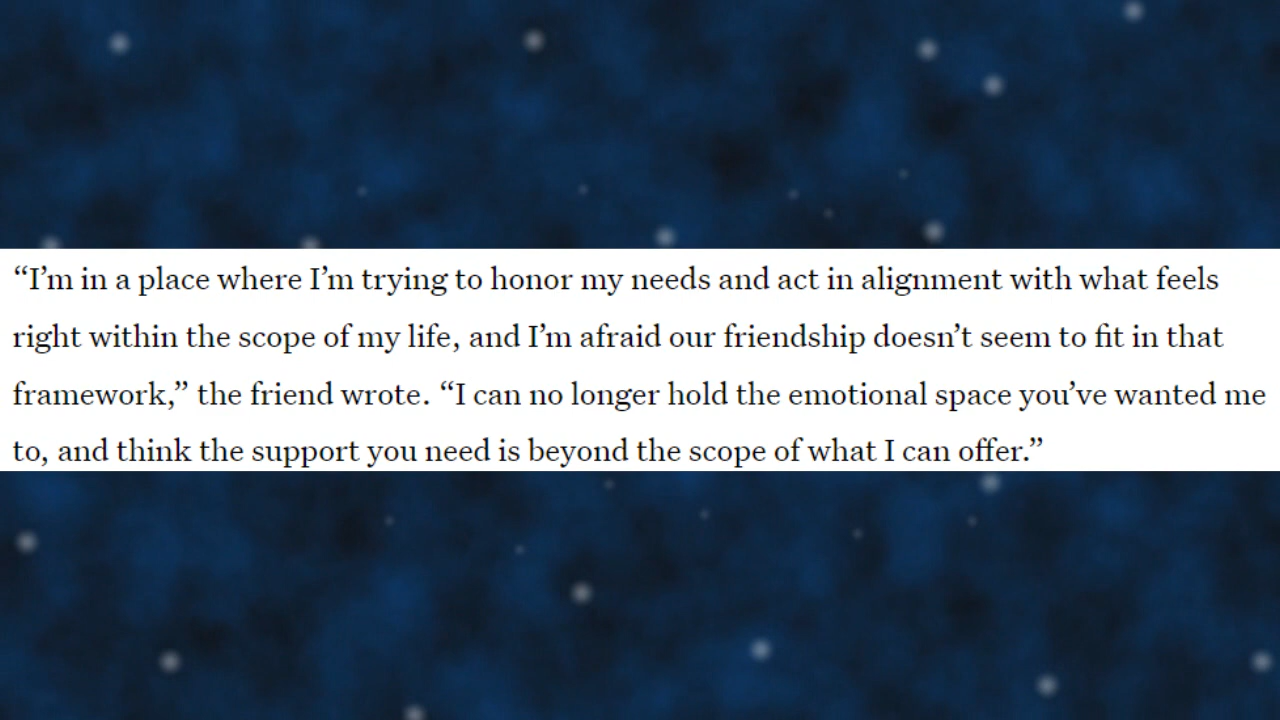 “I’m in a place where I’m trying to honor my needs and act in alignment with what feels
right within the scope of my life, and I’m afraid our friendship doesn’t seem to fit in that
framework,” the friend wrote. “I can no longer hold the emotional space you’ve wanted me
to, and think the support you need is beyond the scope of what I can offer.”